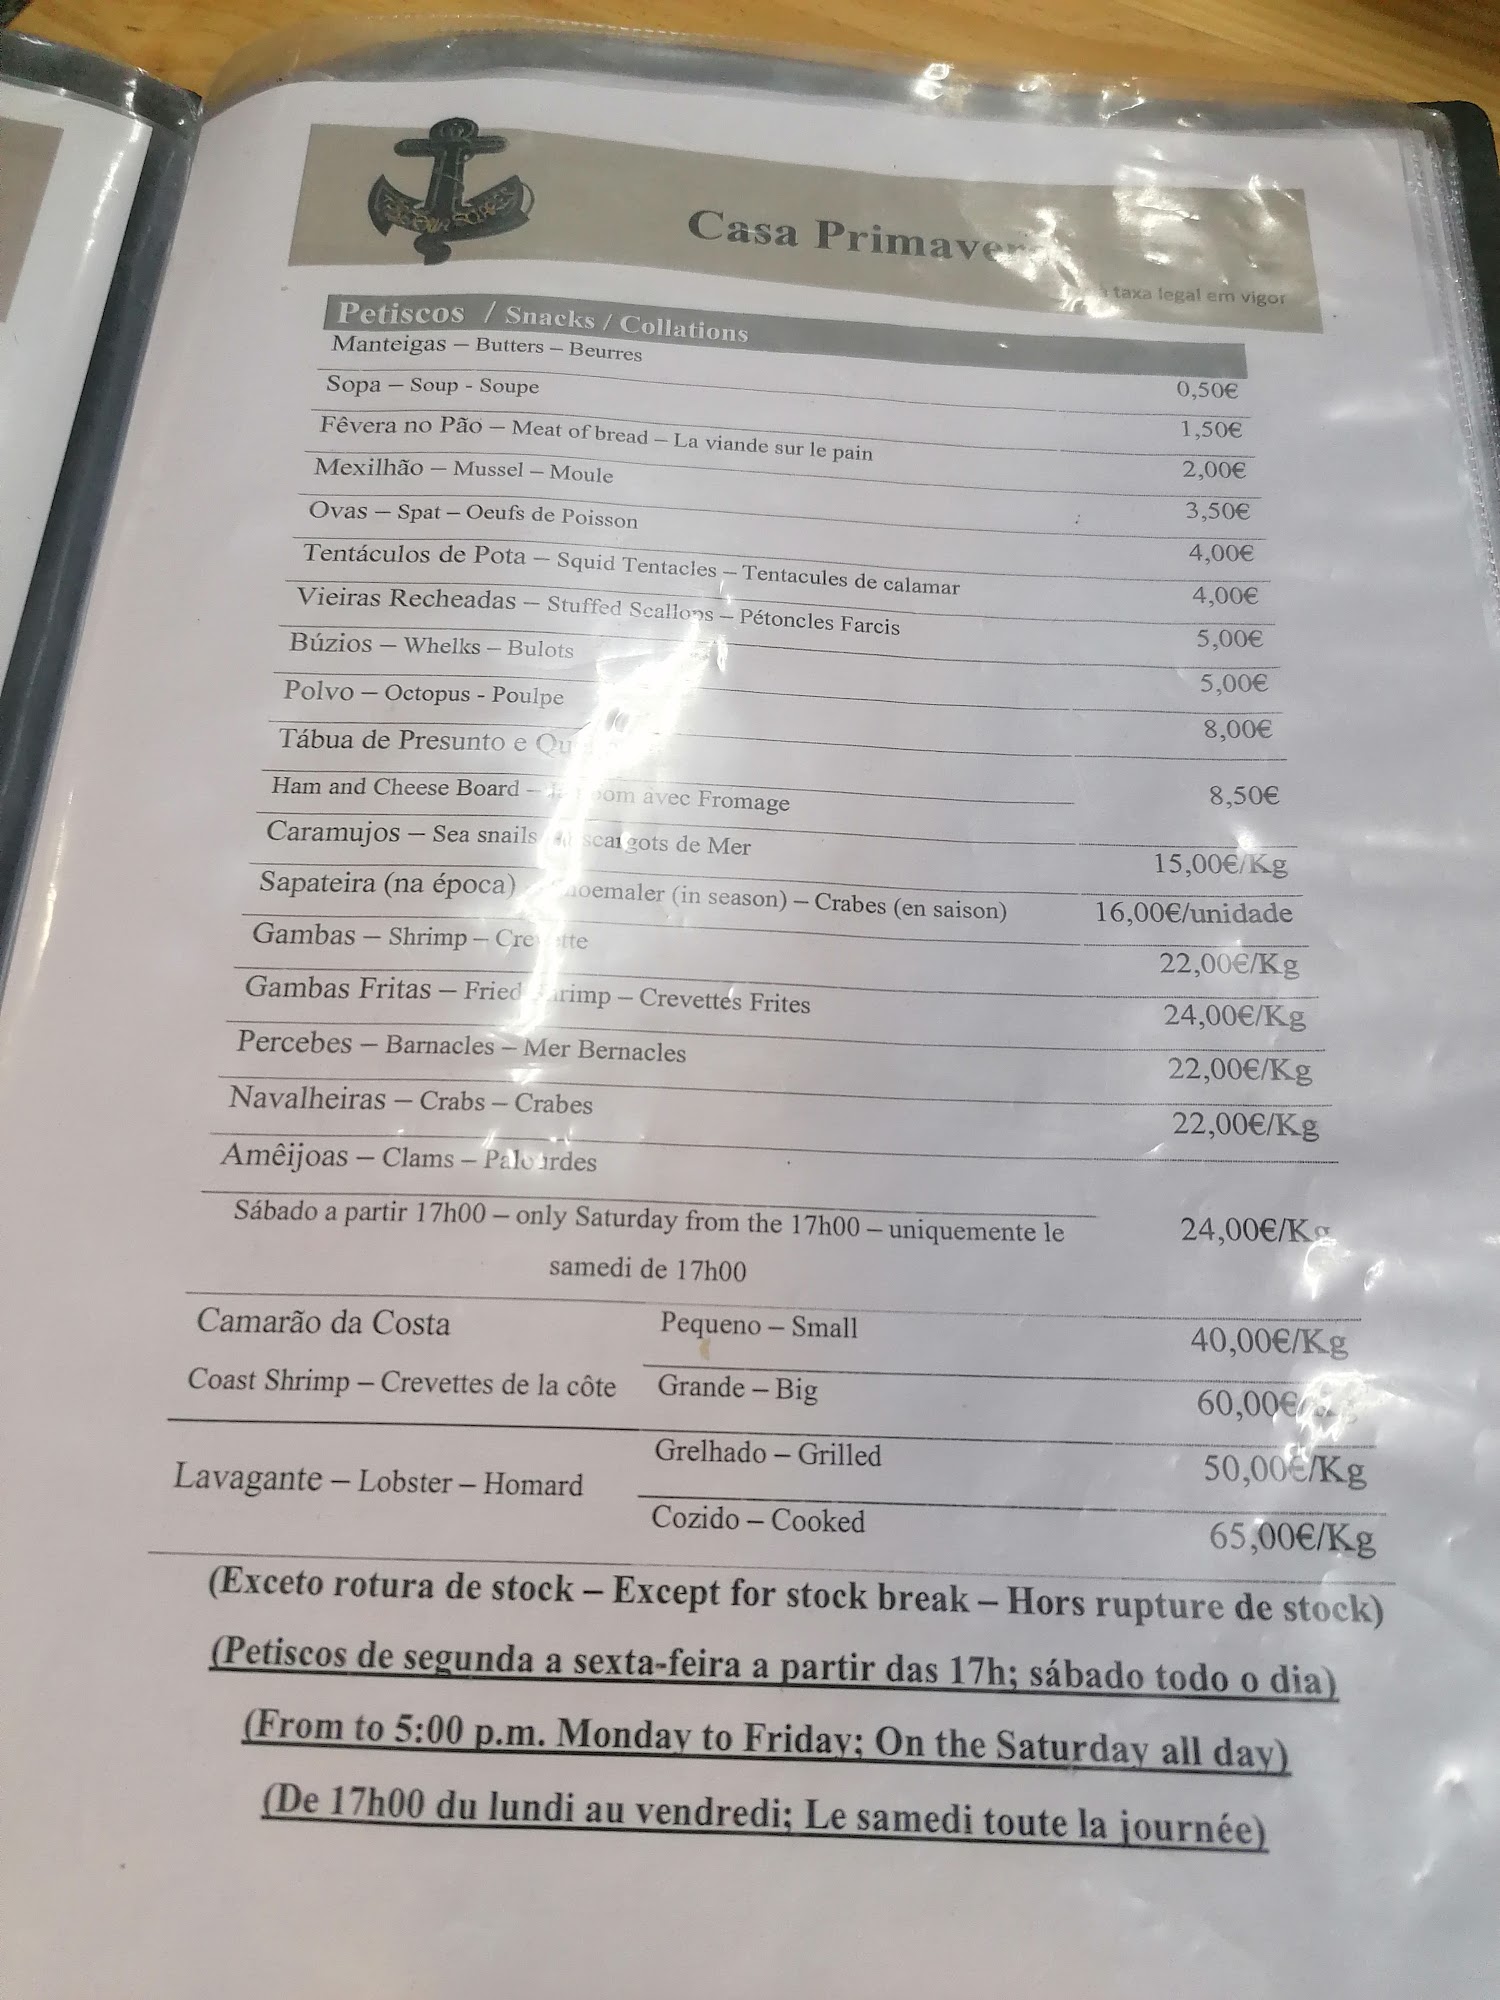 Casa
taxa legal em vigor
Petiscos / Snacks / Collations
Manteigas – Butters – Beurres 0,50€
Sopa – Soup - Soupe 1,50€
Fêvera no Pão – Meat of bread – La viande sur le pain 2,00€
Mexilhão – Mussel – Moule 3,50€
Ovas – Spat – Oeufs de Poisson 4,00€
Tentáculos de Pota – Squid Tentacles – Tentacules de calamar 4,00€
Vieiras Recheadas – Stuffed Scallops – Pétoncles Farcis 5,00€
Búzios – Whelks – Bulots 5,00€
Polvo – Octopus - Poulpe 8,00€
Tábua de Presunto e
Ham and Cheese Board – avec Fromage 8,50€
Caramujos – Sea snails de Mer 15,00€/Kg
Sapateira (na época) (in season) – Crabes (en saison) 16,00€/unidade
Gambas – Shrimp – Crevette 22,00€/Kg
Gambas Fritas – Fried Shrimp – Crevettes Frites 24,00€/Kg
Percebes – Barnacles – Mer Bernacles 22,00€/Kg
Navalheiras – Crabs – Crabes 22,00€/Kg
Amêijoas – Clams – Palourdes
Sábado a partir 17h00 – only Saturday from the 17h00 – uniquemente le 24,00€/Kg
samedi de 17h00
Camarão da Costa Pequeno – Small 40,00€/Kg
Coast Shrimp – Crevettes de la côte Grande – Big 60,00€
Grelhado – Grilled 50,00€/Kg
Lavagante – Lobster – Homard
Cozido – Cooked 65,00€/Kg
(Exceto rotura de stock – Except for stock break – Hors rupture de stock)
(Petiscos de segunda a sexta-feira a partir das 17h; sábado todo o dia)
(From to 5:00 p.m. Monday to Friday; On the Saturday all day)
(De 17h00 du lundi au vendredi; Le samedi toute la journée)